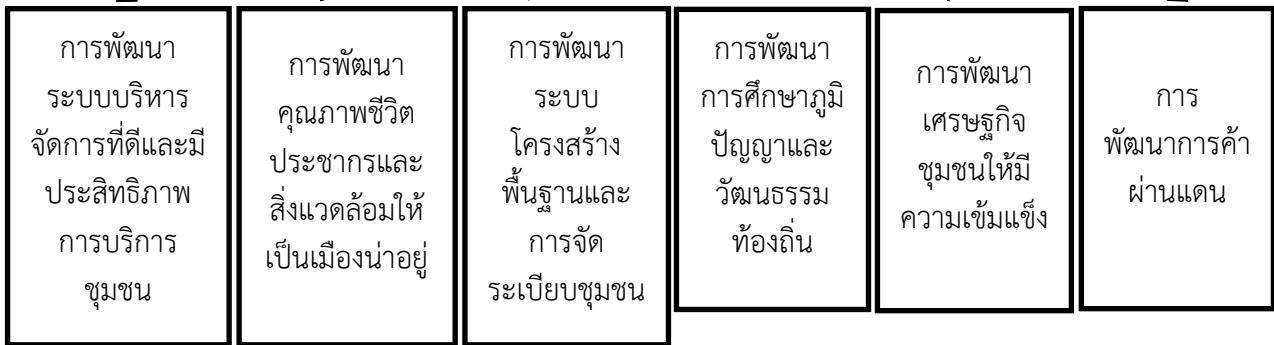 การพัฒนา
ระบบบริหาร
จัดการที่ดีและมี
ประสิทธิภาพ
การบริการ
ชุมชน
การพัฒนา
คุณภาพชีวิต
ประชากรและ
สิ่งแวดล้อมให้
เป็นเมืองน่าอยู่
การพัฒนา
ระบบ
โครงสร้าง
พื้นฐานและ
การจัด
ระเบียบชุมชน
การพัฒนา
การศึกษาภูมิ
ปัญญาและ
วัฒนธรรม
ท้องถิ่น
การพัฒนา
เศรษฐกิจ
ชุมชนให้มี
ความเข้มแข็ง
การ
พัฒนาการค้า
ผ่านแดน